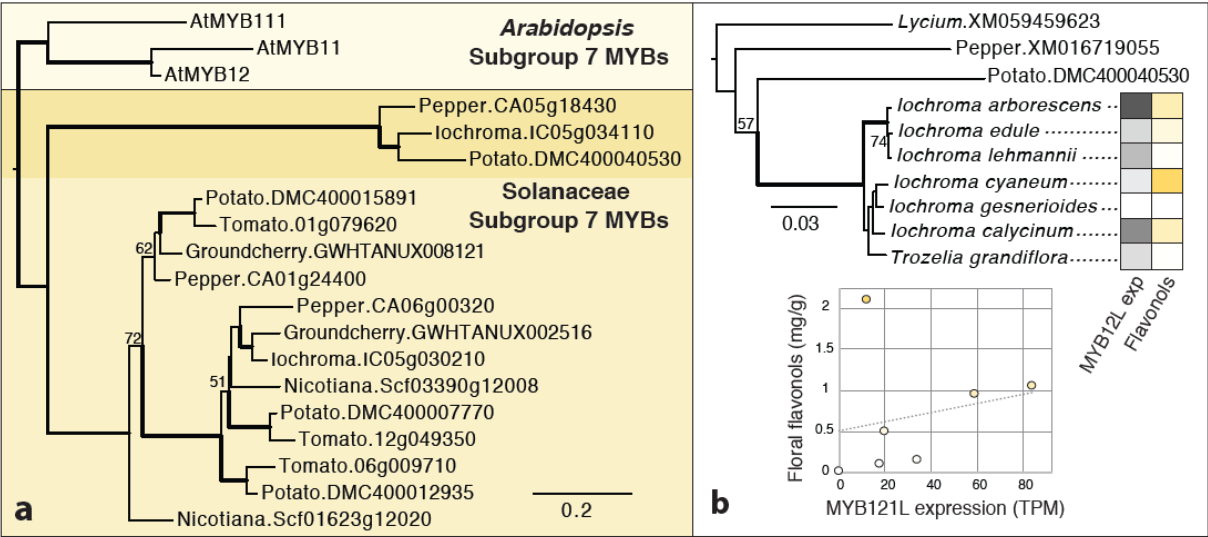 AtMYB111
AtMYB11
AtMYB12
Arabidopsis
Subgroup 7 MYBs
Pepper.CA05g18430
Iochroma.IC05g034110
Potato.DMC400040530
Solanaceae
Subgroup 7 MYBs
Potato.DMC400015891
Tomato.01g079620
62
Groundcherry.GWHTANUX008121
Pepper.CA01g24400
Pepper.CA06g00320
72
Groundcherry.GWHTANUX002516
Iochroma.IC05g030210
51
Nicotiana.Scf03390g12008
Potato.DMC400007770
Tomato.12g049350
Tomato.06g009710
Potato.DMC400012935
Nicotiana.Scf01623g12020
0.2
a
Lycium.XM059459623
Pepper.XM016719055
Potato.DMC400040530
57
Iochroma arborescens
74
Iochroma edule
Iochroma lehmannii
Iochroma cyaneum
Iochroma gesnerioides
Iochroma calycinum
Trozelia grandiflora
0.03
MYB12L exp
Flavonols
Floral flavonols (mg/g)
2
1.5
1
0.5
0
0 20 40 60 80
MYB121L expression (TPM)
b